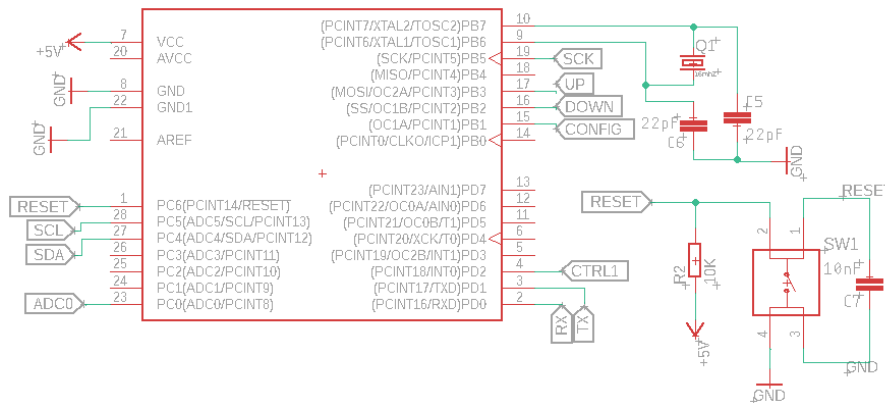 +5V
7 VCC
20 AVCC
GND 8 GND
GND 22 GND1
21 AREF
RESET 1 PC6(PCINT14/RESET)
SCL 28 PC5(ADC5/SCL/PCINT13)
SDA 27 PC4(ADC4/SDA/PCINT12)
26 PC3(ADC3/PCINT11)
25 PC2(ADC2/PCINT10)
24 PC1(ADC1/PCINT9)
ADC0 23 PC0(ADC0/PCINT8)
(PCINT7/XTAL2/TOSC2)PB7 10
(PCINT6/XTAL1/TOSC1)PB6 9
(SCK/PCINT5)PB5 19 SCK
(MISO/PCINT4)PB4 18
(MOSI/OC2A/PCINT3)PB3 17 UP
(SS/OC1B/PCINT2)PB2 16 DOWN
(OC1A/PCINT1)PB1 15 CONFIG
(PCINT0/CLKO/ICP1)PB0 14
(PCINT23/AIN1)PD7 13
(PCINT22/OC0A/AIN0)PD6 12
(PCINT21/OC0B/T1)PD5 11
(PCINT20/XCK/T0)PD4 6
(PCINT19/OC2B/INT1)PD3 5
(PCINT18/INT0)PD2 4 CTRL1
(PCINT17/TXD)PD1 3
(PCINT16/RXD)PD0 2
RX
TX
Q1
22pF
C6
C5
22pF
GND
RESET
R2
10K
+5V
2
1
SW1
4
3
GND
RESET
10nF
C7
GND